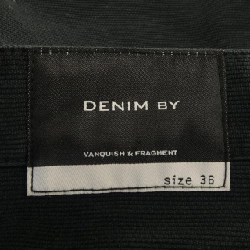 DENIM BY
VANQUISH & FRAGMENT
size 36